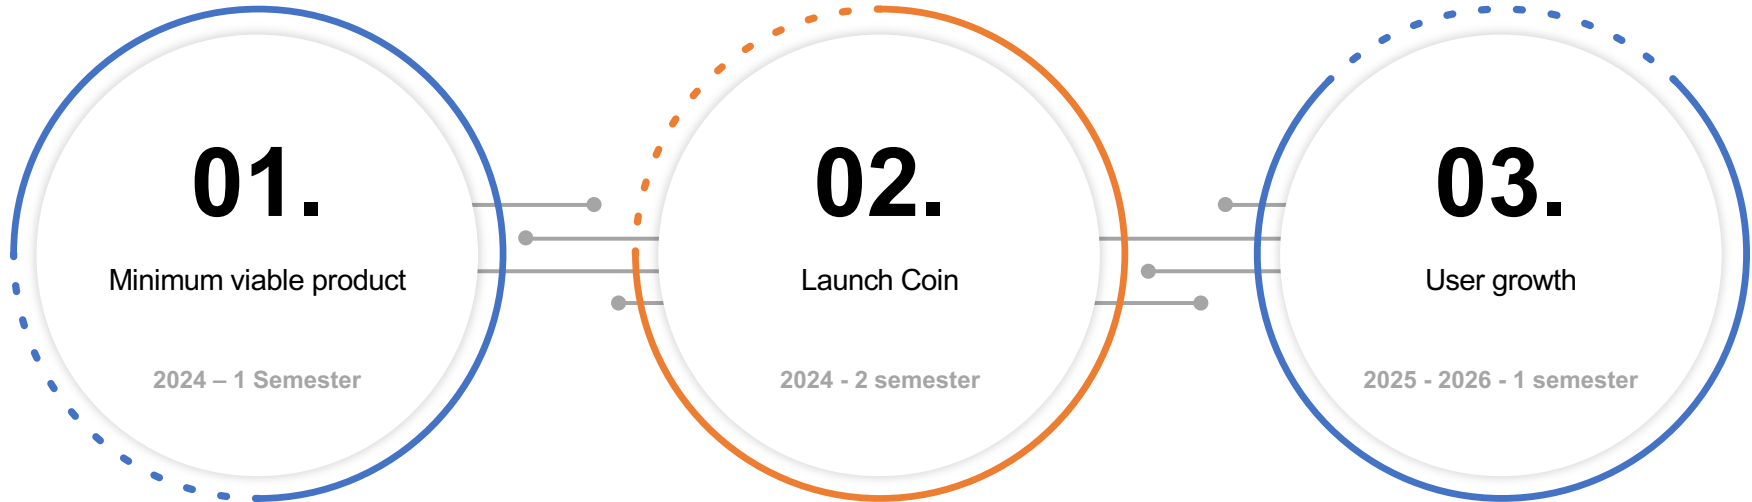 01.
Minimum viable product
2024 – 1 Semester
02.
Launch Coin
2024 - 2 semester
03.
User growth
2025 - 2026 - 1 semester